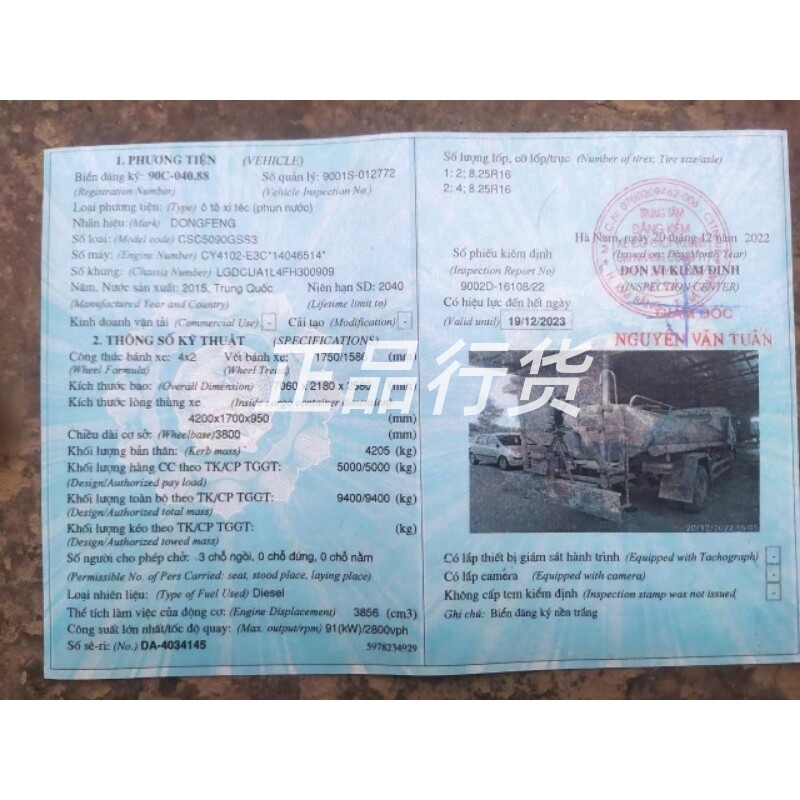 1. PHƯƠNG TIỆN (VEHICLE)
Biển đăng ký: 90C-040.88 Số quản lý: 9001S-012772
(Registration Number) (Vehicle Inspection No.)
Loại phương tiện: (Type) ô tô xi téc (phun nước)
Nhãn hiệu: (Mark) DONGFENG
Số loại: (Model code) CSC5090GSS3
Số máy: (Engine Number) CY4102-E3C*14046514*
Số khung: (Chassis Number) LGDCUA1L4FH300909
Năm, Nước sản xuất: 2015, Trung Quốc Niên hạn SD: 2040
(Manufactured Year and Country) (Lifetime limit to)
Kinh doanh vận tải (Commercial Use) - Cải tạo (Modification) -
2. THÔNG SỐ KỸ THUẬT (SPECIFICATIONS)
Công thức bánh xe: 4x2 Vết bánh xe: 1750/1586 (mm)
(Wheel Formula) (Wheel Tread)
Kích thước bao: (Overall Dimension) 7060 x 2180 x (mm)
Kích thước lòng thùng xe (Inside cargo container dimension)
4200x1700x950 (mm)
Chiều dài cơ sở: (Wheelbase) 3800 (mm)
Khối lượng bản thân: (Kerb mass) 4205 (kg)
Khối lượng hàng CC theo TK/CP TGGT: 5000/5000 (kg)
(Design/Authorized pay load)
Khối lượng toàn bộ theo TK/CP TGGT: 9400/9400 (kg)
(Design/Authorized total mass)
Khối lượng kéo theo TK/CP TGGT: (kg)
(Design/Authorized towed mass)
Số người cho phép chở: 3 chỗ ngồi, 0 chỗ đứng, 0 chỗ nằm
(Permissible No. of Pers Carried: seat, stood place, laying place)
Loại nhiên liệu: (Type of Fuel Used) Diesel
Thể tích làm việc của động cơ: (Engine Displacement) 3856 (cm3)
Công suất lớn nhất/tốc độ quay: (Max. output/rpm) 91(kW)/2800vph
Số sê-ri: (No.) DA-4034145 5978234929
Số lượng lốp, cỡ lốp/trục (Number of tires; Tire size/axle)
1: 2; 8.25R16
2: 4; 8.25R16
Hà Nam, ngày 20 tháng 12 năm 2022
(Issued on: Day/Month/Year)
Số phiếu kiểm định ĐƠN VỊ KIỂM ĐỊNH
(Inspection Report No) (INSPECTION CENTER)
9002D-16108/22
Có hiệu lực đến hết ngày GIÁM ĐỐC
(Valid until) 19/12/2023
NGUYỄN VĂN TUẤN
TRUNG TÂM
ĐĂNG KIỂM
正品行货
20/12/2022
Có lắp thiết bị giám sát hành trình (Equipped with Tachograph) -
Có lắp camera (Equipped with camera) -
Không cấp tem kiểm định (Inspection stamp was not issued) -
Ghi chú: Biển đăng ký nền trắng